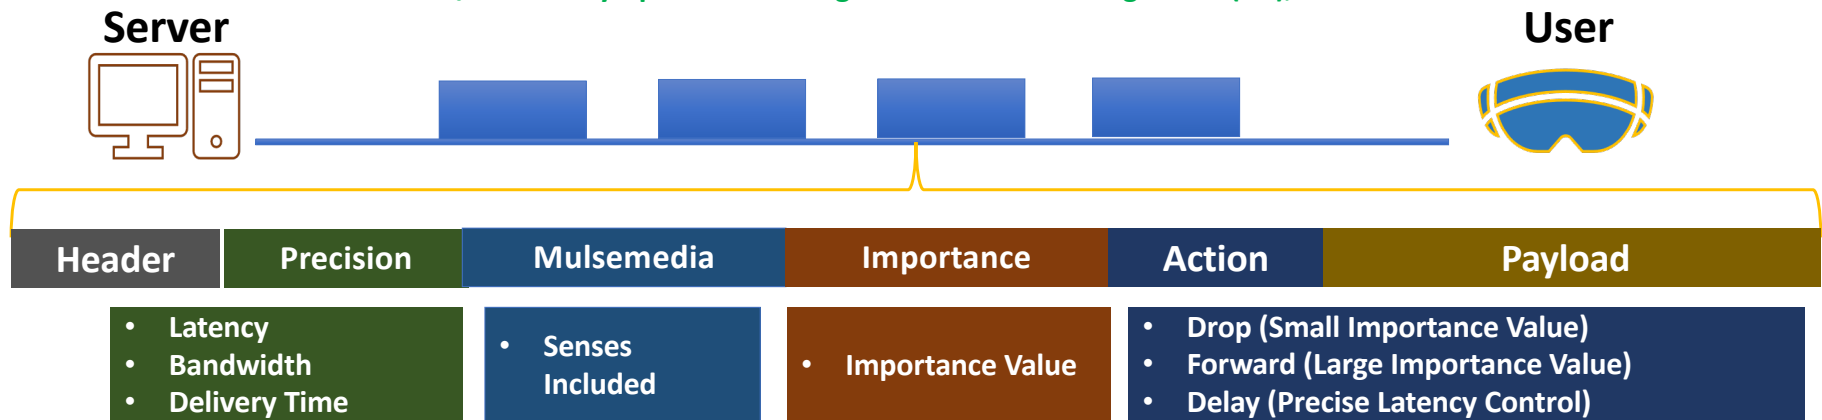 Server
User
Header
Precision
Mulsemedia
Importance
Action
Payload
• Latency
• Bandwidth
• Delivery Time
• Senses
Included
• Importance Value
• Drop (Small Importance Value)
• Forward (Large Importance Value)
• Delay (Precise Latency Control)